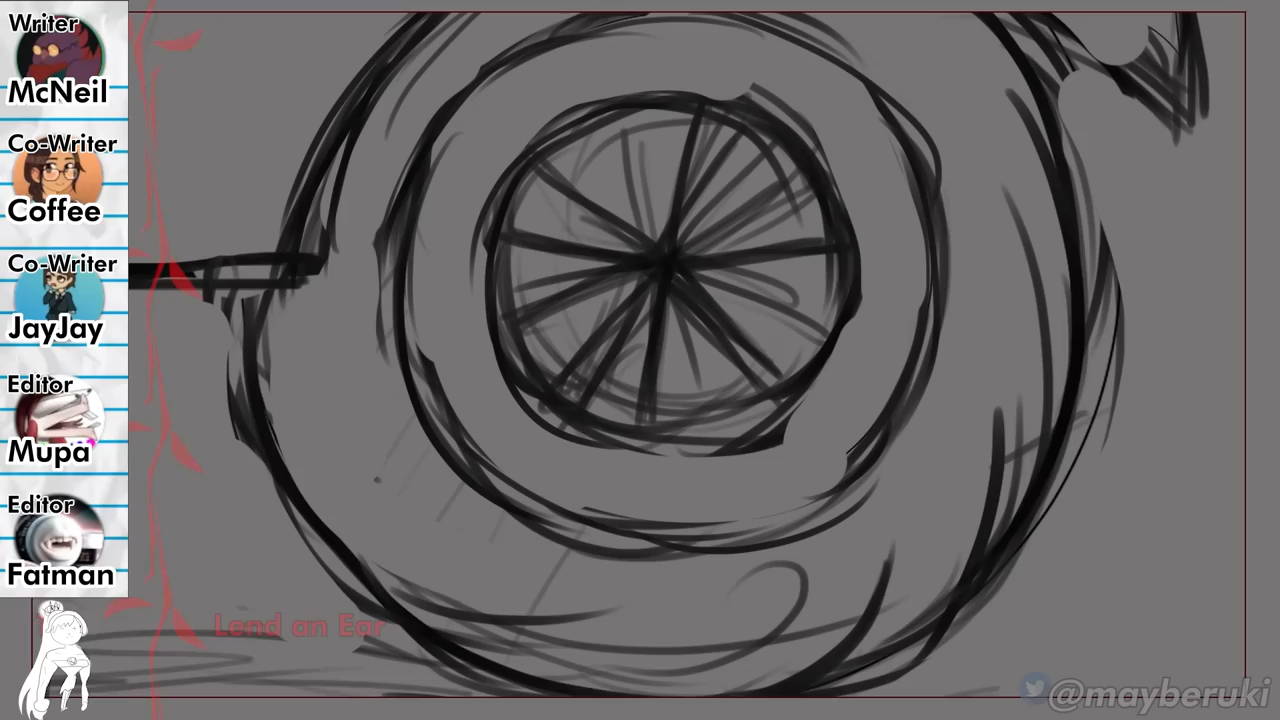 Writer
McNeil
Co-Writer
Coffee
Co-Writer
JayJay
Editor
Mupa
Editor
Fatman
Lend an Ear
@mayberuki